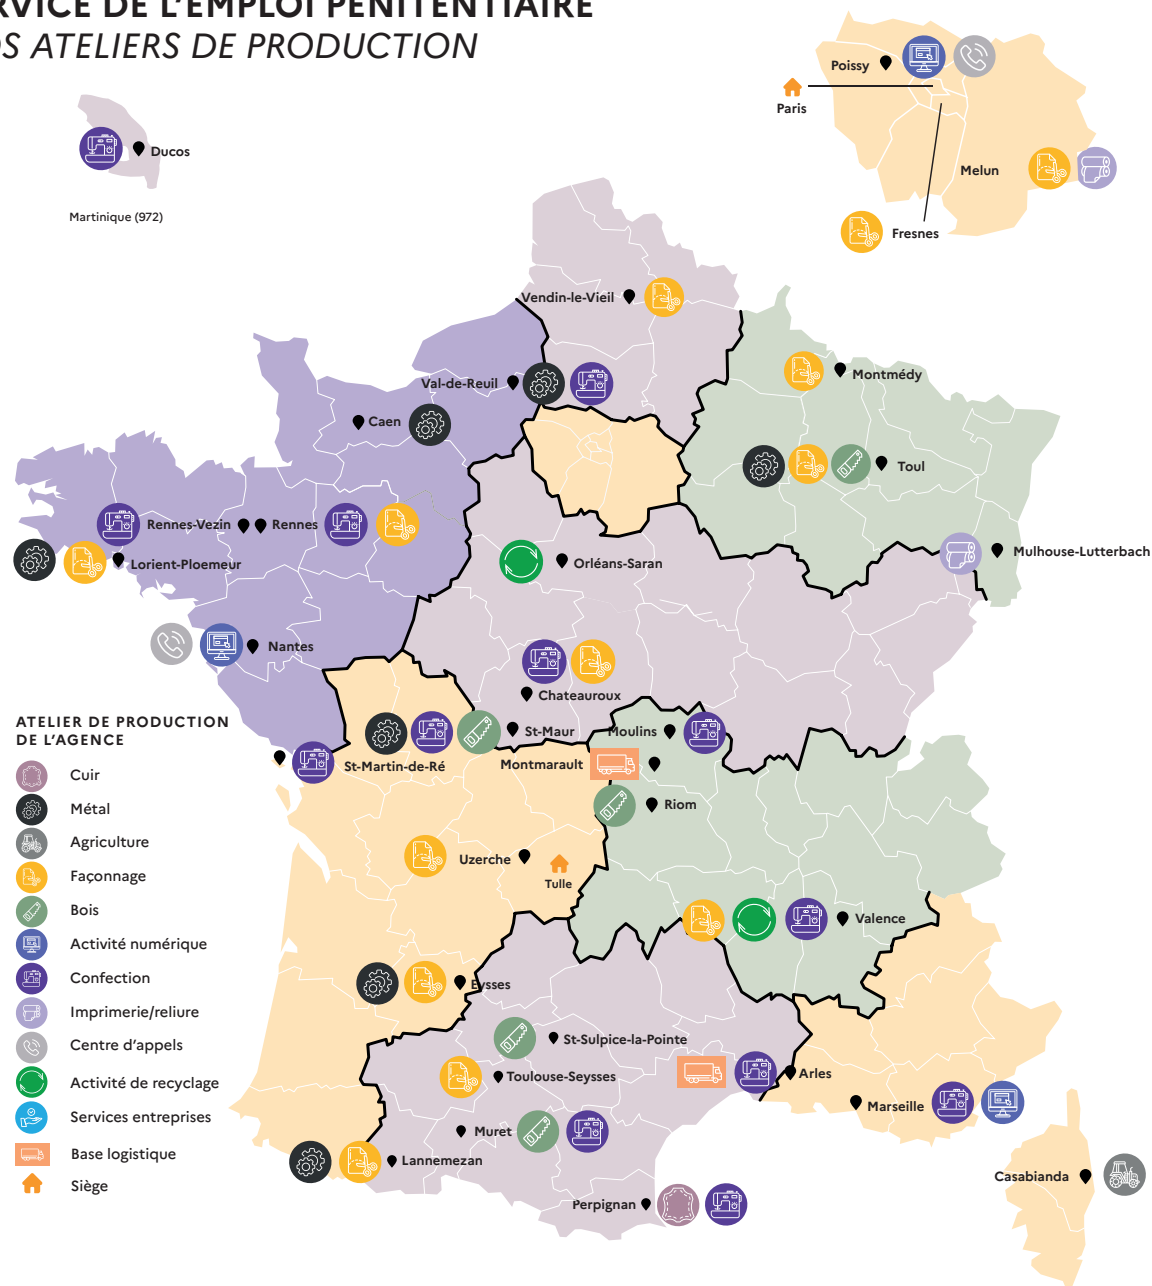 RVICE DE L'EMPLOI PÉNITENTIAIRE
OS ATELIERS DE PRODUCTION
Poissy
Paris
Ducos
Melun
Martinique (972)
Fresnes
Vendin-le-Vieil
Montmédy
Val-de-Reuil
Caen
Toul
Rennes-Vezin
Rennes
Mulhouse-Lutterbach
Lorient-Ploemeur
Orléans-Saran
Nantes
Chateauroux
ATELIER DE PRODUCTION
DE L'AGENCE
St-Maur
Moulins
St-Martin-de-Ré
Montmarault
Cuir
Métal
Riom
Agriculture
Uzerche
Façonnage
Tulle
Bois
Valence
Activité numérique
Confection
Eysses
Imprimerie/reliure
Centre d'appels
St-Sulpice-la-Pointe
Activité de recyclage
Toulouse-Seysses
Arles
Services entreprises
Marseille
Muret
Base logistique
Lannemezan
Siège
Casabianda
Perpignan